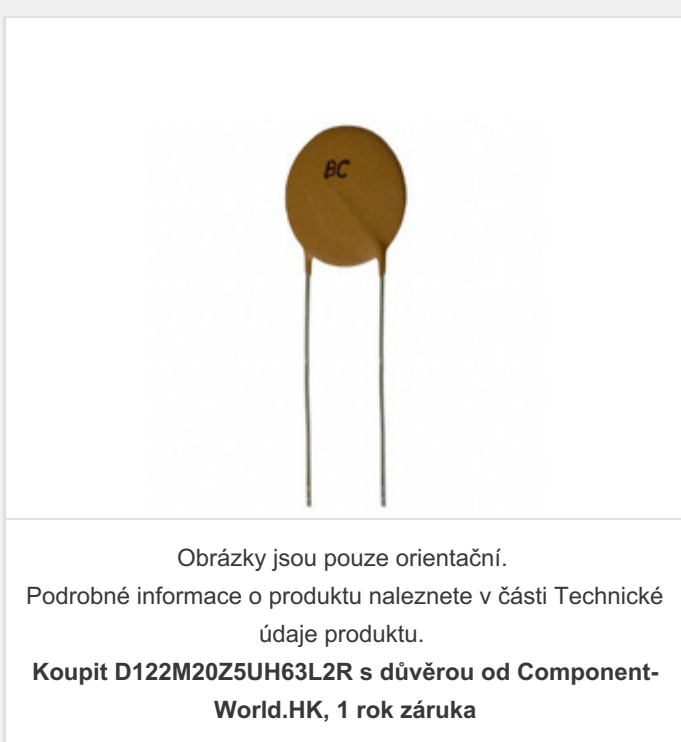 BC
Obrázky jsou pouze orientační.
Podrobné informace o produktu naleznete v části Technické
údaje produktu.
Koupit D122M20Z5UH63L2R s důvěrou od Component-
World.HK, 1 rok záruka